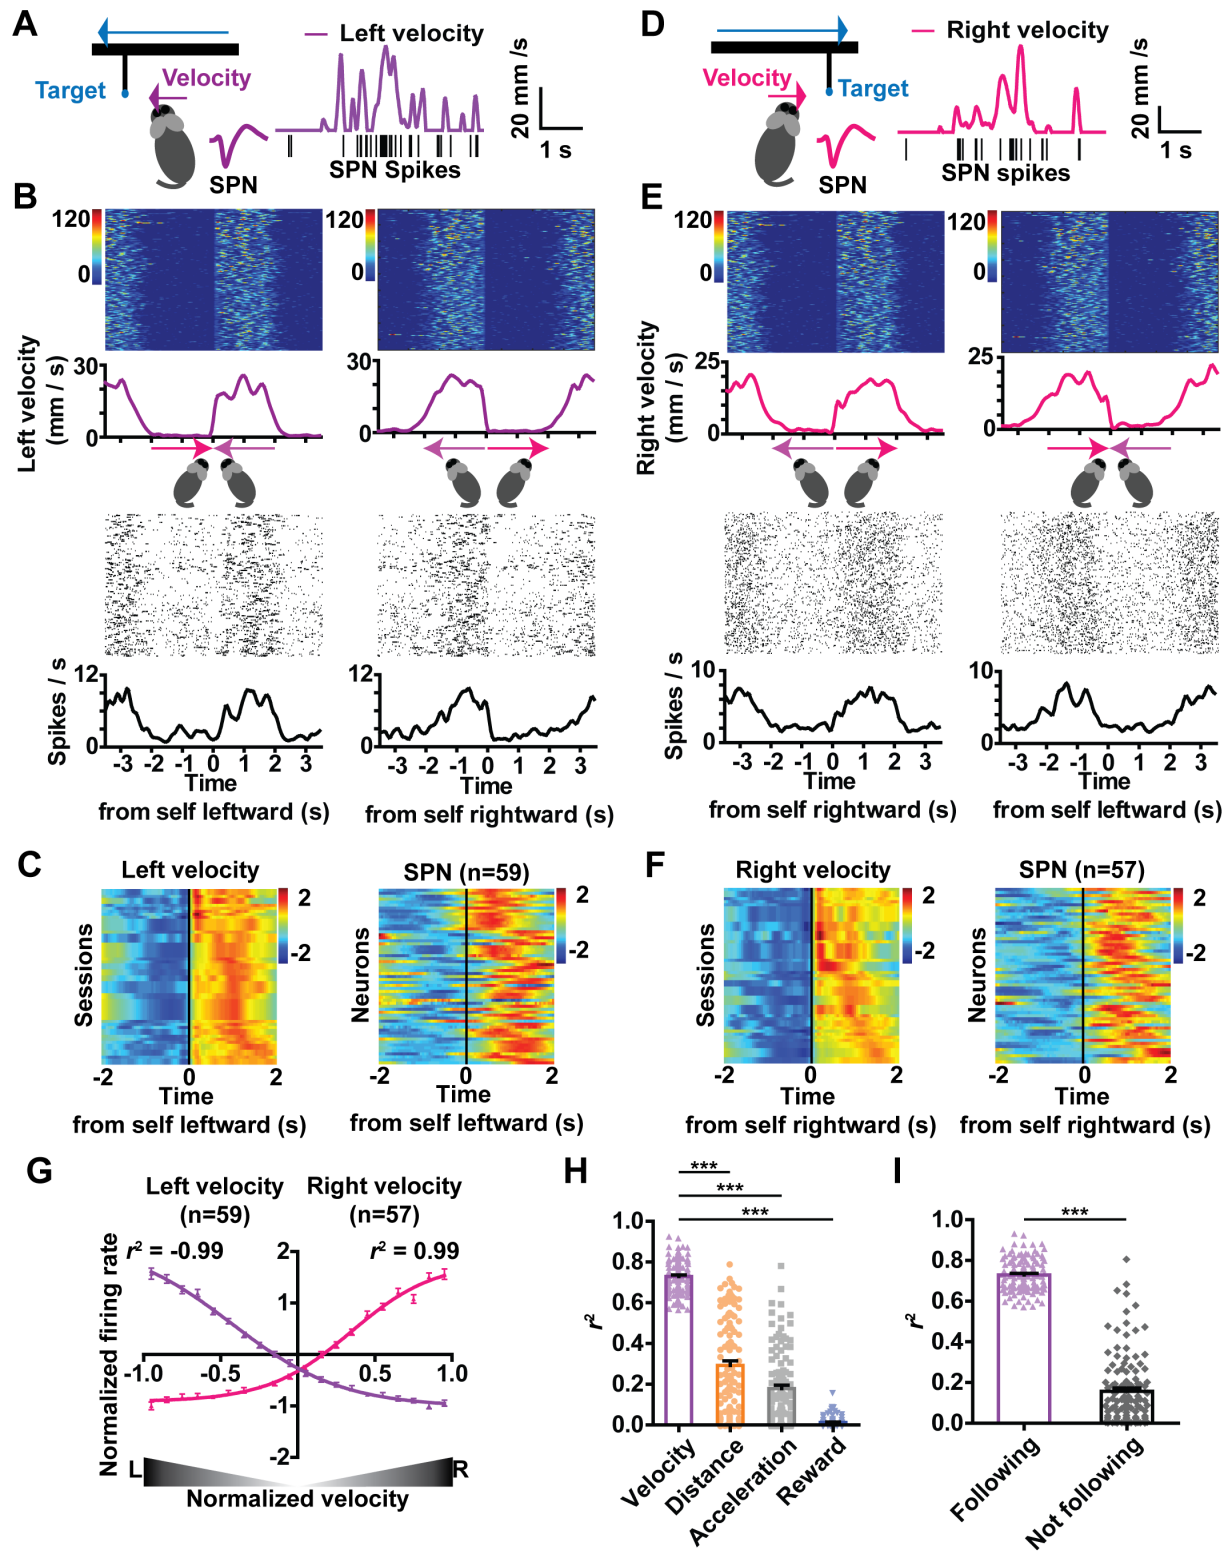 A
Left velocity
Target
Velocity
SPN
SPN Spikes
20 mm /s
1 s
D
Right velocity
Velocity
Target
SPN
SPN spikes
20 mm /s
1 s
B
120
0
120
0
Left velocity
(mm / s)
30
0
30
0
Spikes / s
12
0
-3 -2 -1 0 1 2 3
Time
from self leftward (s)
12
0
-3 -2 -1 0 1 2 3
Time
from self rightward (s)
E
120
0
120
0
Right velocity
(mm / s)
25
0
25
0
Spikes / s
10
0
-3 -2 -1 0 1 2 3
Time
from self rightward (s)
10
0
-3 -2 -1 0 1 2 3
Time
from self leftward (s)
C
Left velocity
Sessions
2
-2
-2 0 2
Time
from self leftward (s)
SPN (n=59)
Neurons
2
-2
-2 0 2
Time
from self leftward (s)
F
Right velocity
Sessions
2
-2
-2 0 2
Time
from self rightward (s)
SPN (n=57)
Neurons
2
-2
-2 0 2
Time
from self rightward (s)
G
Left velocity
(n=59)
Right velocity
(n=57)
r² = -0.99
r² = 0.99
Normalized firing rate
2
1
-1
-2
-1.0 -0.5 0.5 1.0
L
R
Normalized velocity
H
***
***
***
r²
1.0
0.8
0.6
0.4
0.2
0.0
Velocity
Distance
Acceleration
Reward
I
***
r²
1.0
0.8
0.6
0.4
0.2
0.0
Following
Not following